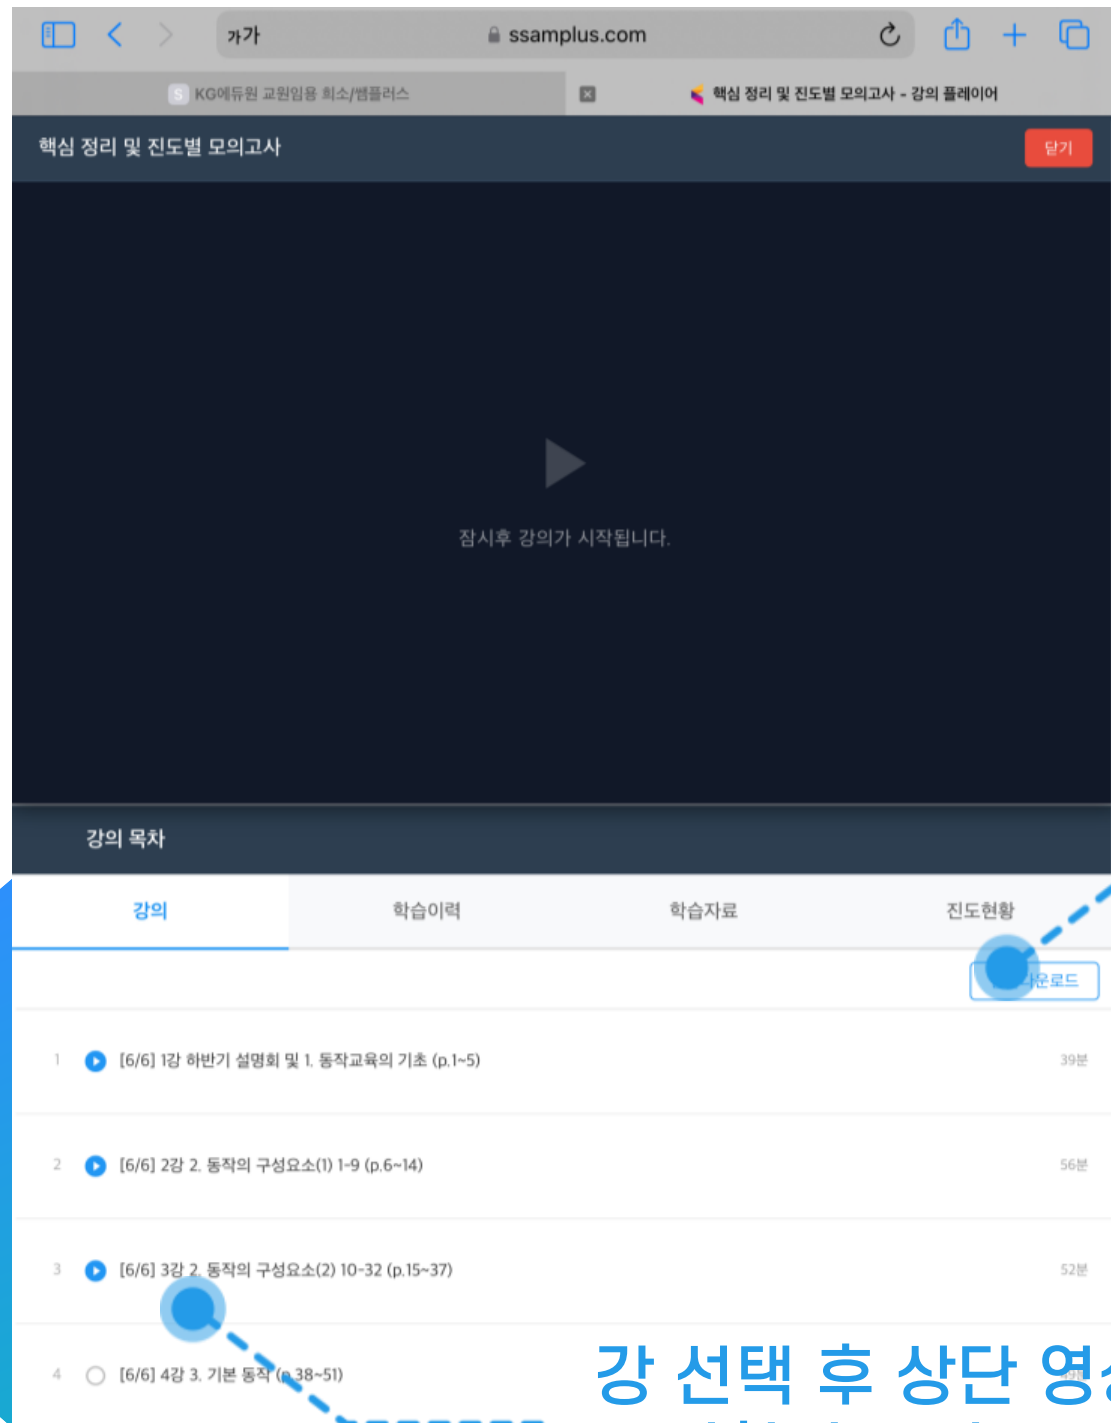 가가
ssamplus.com
S KG에듀원 교원임용 희소/쌤플러스
핵심 정리 및 진도별 모의고사 - 강의 플레이어
핵심 정리 및 진도별 모의고사
닫기
잠시후 강의가 시작됩니다.
강의 목차
강의 학습이력 학습자료 진도현황
운로드
1 [6/6] 1강 하반기 설명회 및 1. 동작교육의 기초 (p.1~5) 39분
2 [6/6] 2강 2. 동작의 구성요소(1) 1-9 (p.6~14) 56분
3 [6/6] 3강 2. 동작의 구성요소(2) 10-32 (p.15~37) 52분
4 [6/6] 4강 3. 기본 동작 (p.38~51)
강 선택 후 상단